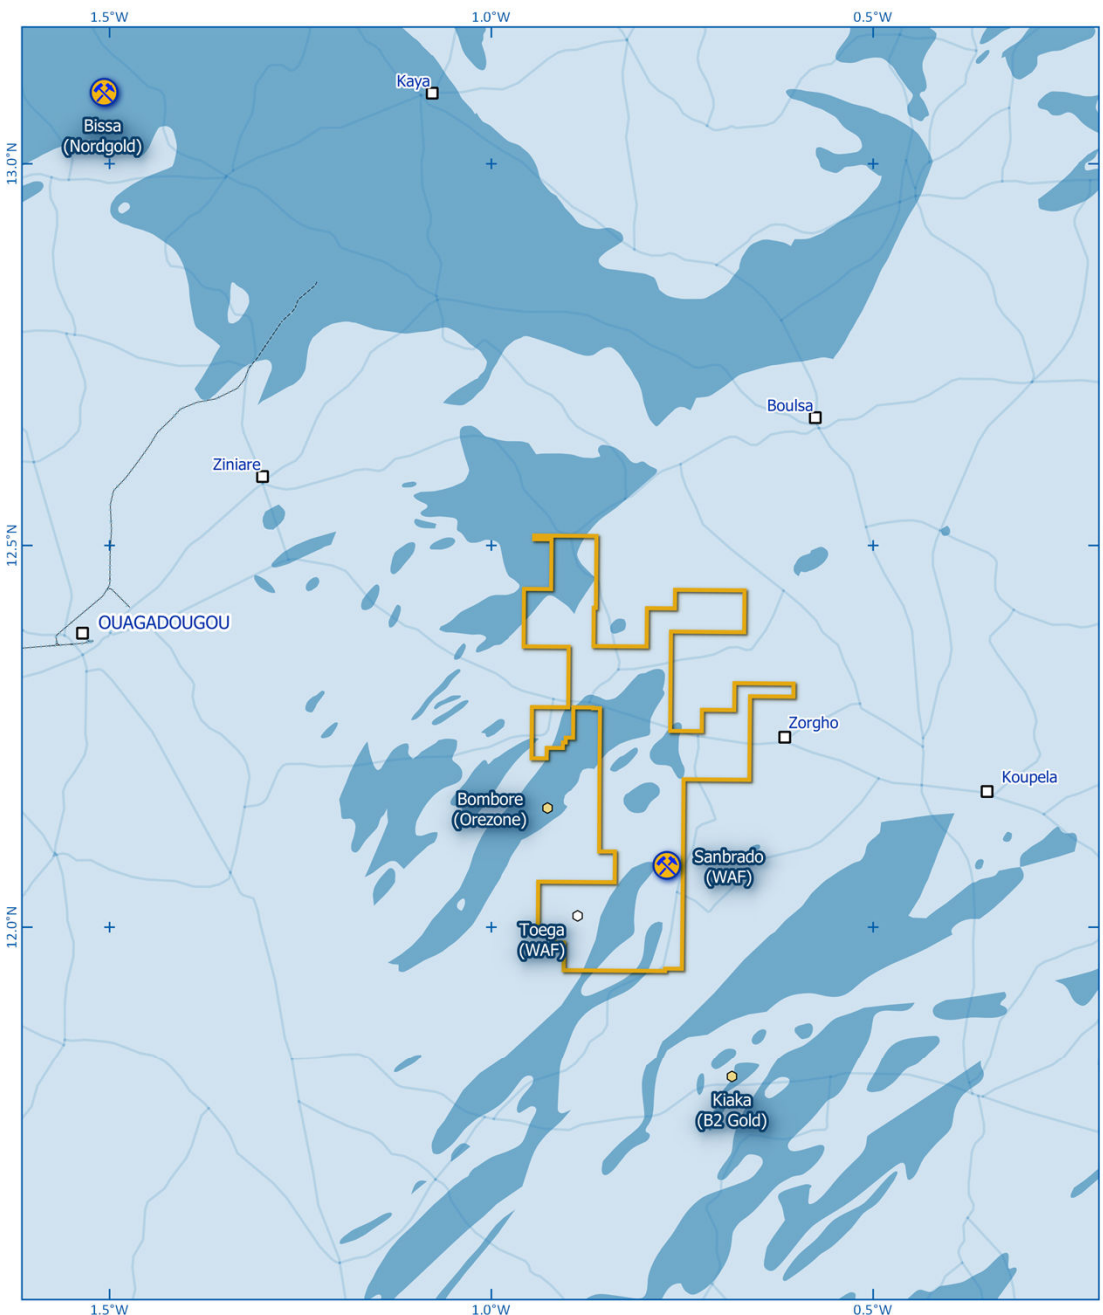 1.5°W
1.0°W
0.5°W
Kaya
Bissa
(Nordgold)
13.0°N
Boulsa
Ziniare
12.5°N
OUAGADOUGOU
Zorgho
Koupela
Bombore
(Orezone)
Sanbrado
(WAF)
12.0°N
Toega
(WAF)
Kiaka
(B2 Gold)
1.5°W
1.0°W
0.5°W